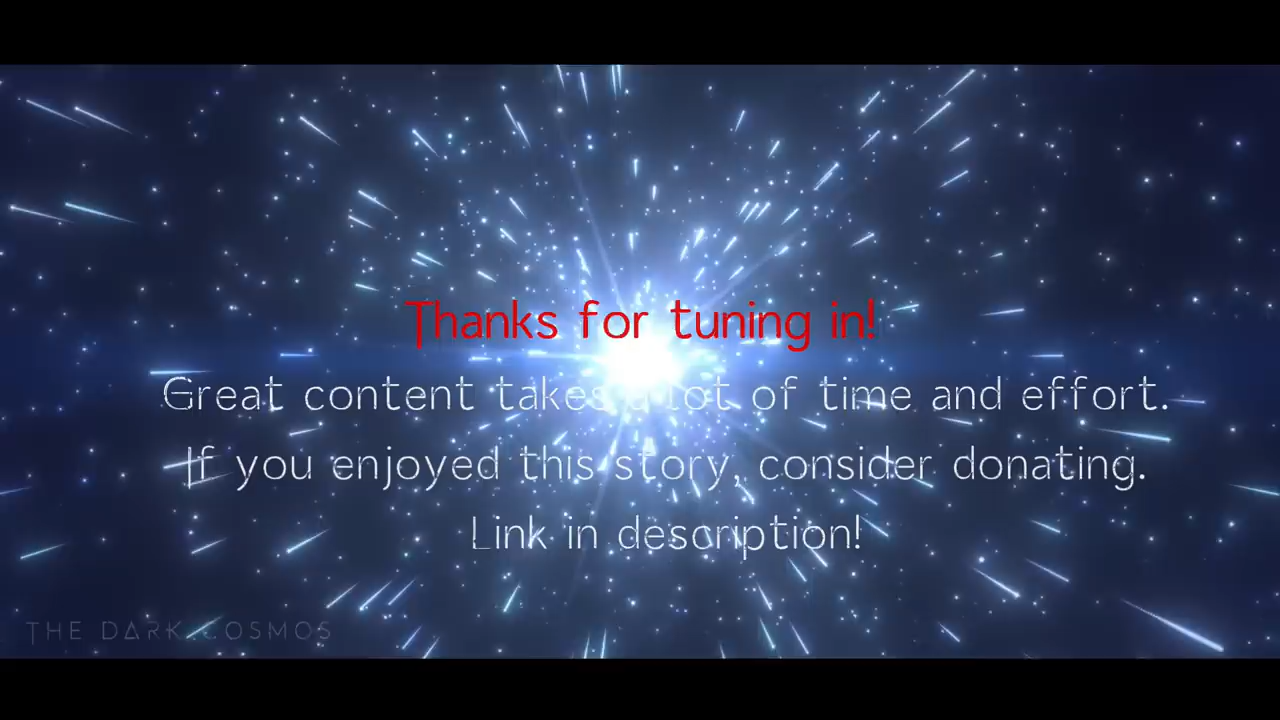 Thanks for tuning in!
Great content takes a lot of time and effort.
If you enjoyed this story, consider donating.
Link in description!
THE DARK COSMOS